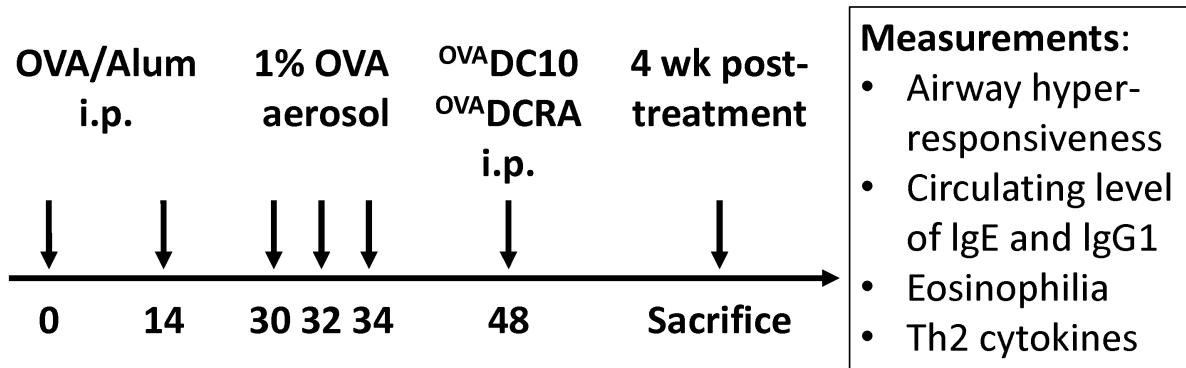 OVA/Alum
i.p.
1% OVA
aerosol
OVADC10
OVADCRA
i.p.
4 wk post-
treatment
0
14
30
32
34
48
Sacrifice
Measurements:
• Airway hyper-
responsiveness
• Circulating level
of IgE and IgG1
• Eosinophilia
• Th2 cytokines